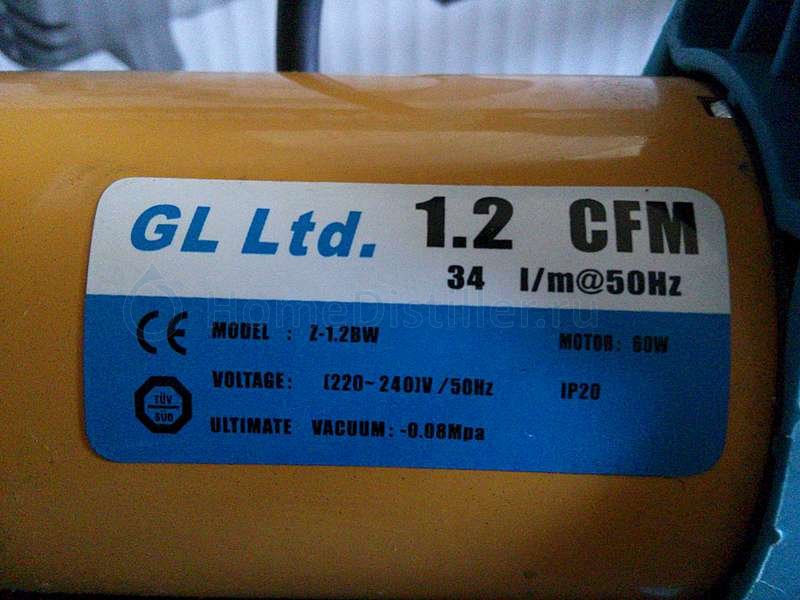 GL Ltd. 1.2 CFM
34 l/m@50Hz
HomeDistiller.ru
CE MODEL: Z-1.2BW MOTOR: 60W
VOLTAGE: (220~240)V/50Hz IP20
TÜV
SÜD
ULTIMATE VACUUM: -0.08Mpa